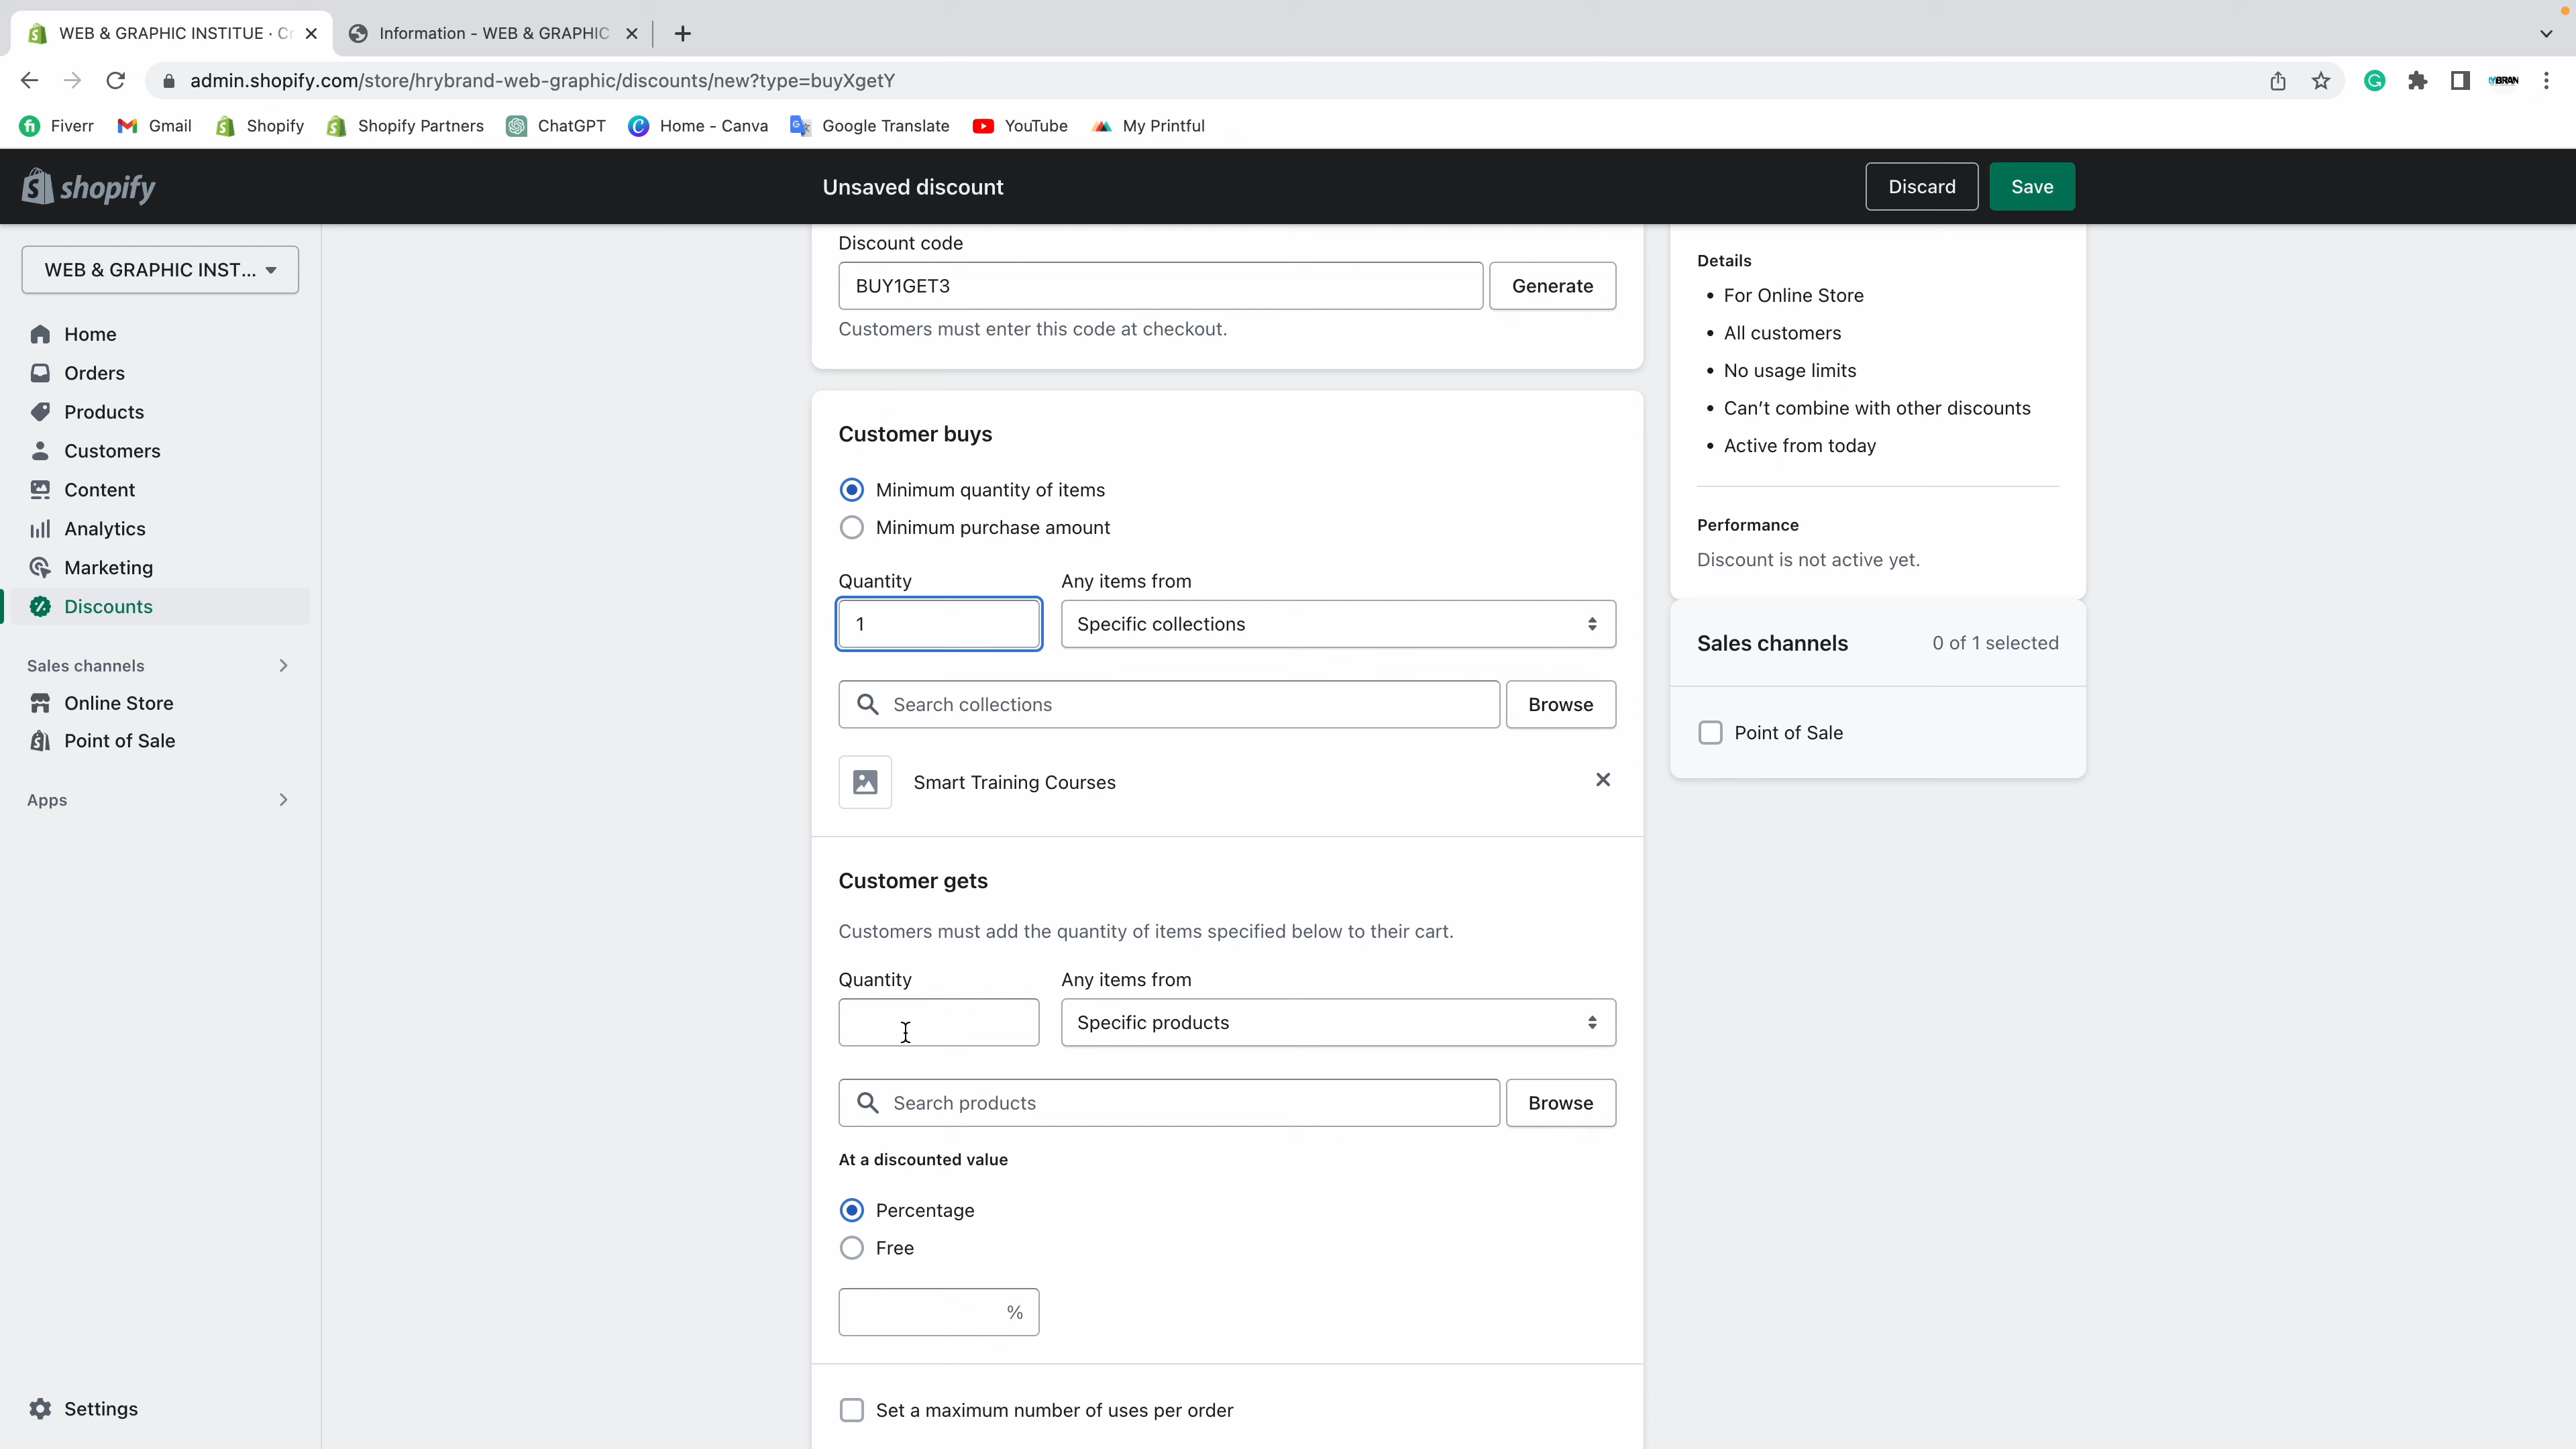 WEB & GRAPHIC INSTITUE · Cr
Information - WEB & GRAPHIC
admin.shopify.com/store/hrybrand-web-graphic/discounts/new?type=buyXgetY
Fiverr
Gmail
Shopify
Shopify Partners
ChatGPT
Home - Canva
Google Translate
YouTube
My Printful
shopify
Unsaved discount
Discard
Save
WEB & GRAPHIC INST...
Home
Orders
Products
Customers
Content
Analytics
Marketing
Discounts
Sales channels
Online Store
Point of Sale
Apps
Settings
Discount code
BUY1GET3
Generate
Customers must enter this code at checkout.
Customer buys
Minimum quantity of items
Minimum purchase amount
Quantity
Any items from
1
Specific collections
Search collections
Browse
Smart Training Courses
Customer gets
Customers must add the quantity of items specified below to their cart.
Quantity
Any items from
Specific products
Search products
Browse
At a discounted value
Percentage
Free
%
Set a maximum number of uses per order
Details
• For Online Store
• All customers
• No usage limits
• Can't combine with other discounts
• Active from today
Performance
Discount is not active yet.
Sales channels
0 of 1 selected
Point of Sale